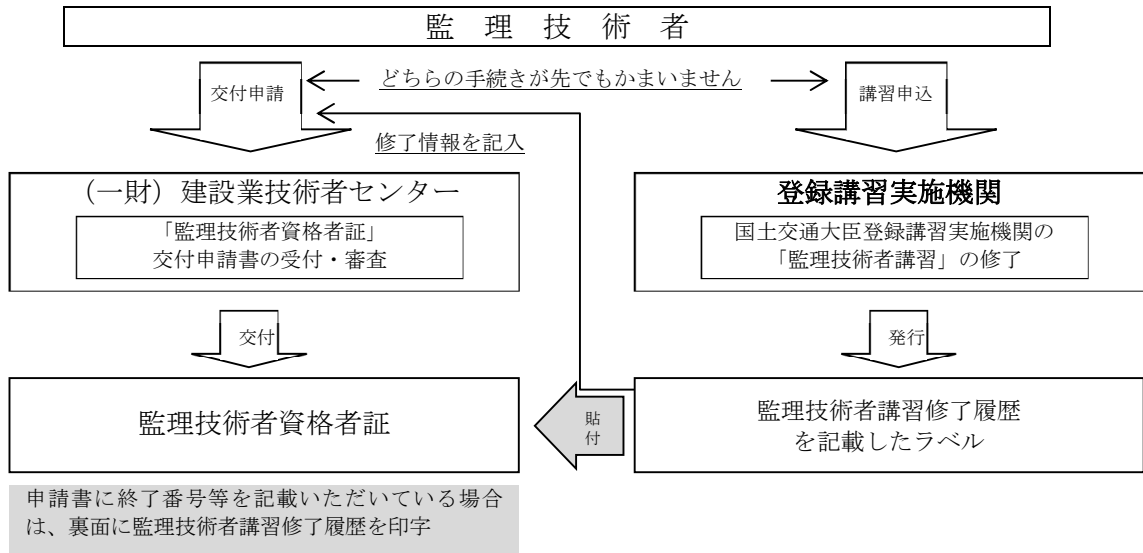 監理技術者
どちらの手続きが先でもかまいません
交付申請
講習申込
修了情報を記入
（一財）建設業技術者センター
「監理技術者資格者証」
交付申請書の受付・審査
登録講習実施機関
国土交通大臣登録講習実施機関の
「監理技術者講習」の修了
交付
発行
監理技術者資格者証
貼
付
監理技術者講習修了履歴
を記載したラベル
申請書に終了番号等を記載いただいている場合
は、裏面に監理技術者講習修了履歴を印字